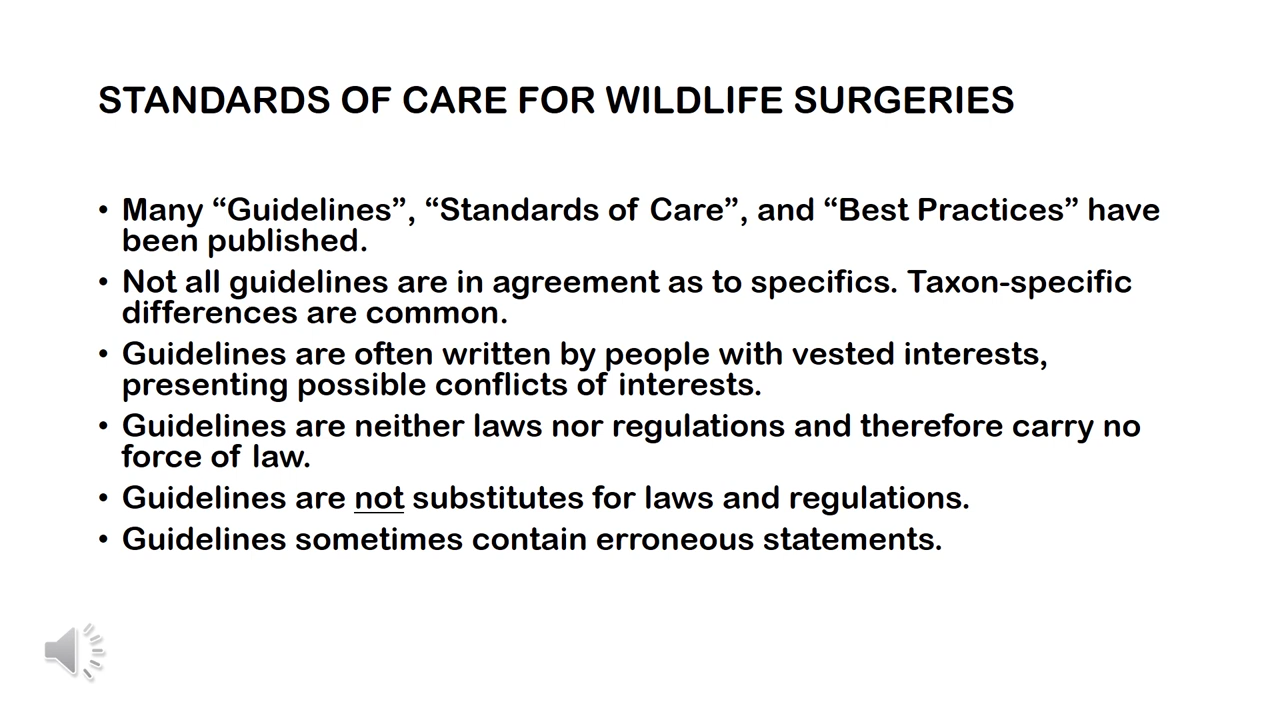 STANDARDS OF CARE FOR WILDLIFE SURGERIES
• Many “Guidelines”, “Standards of Care”, and “Best Practices” have
been published.
• Not all guidelines are in agreement as to specifics. Taxon-specific
differences are common.
• Guidelines are often written by people with vested interests,
presenting possible conflicts of interests.
• Guidelines are neither laws nor regulations and therefore carry no
force of law.
• Guidelines are not substitutes for laws and regulations.
• Guidelines sometimes contain erroneous statements.